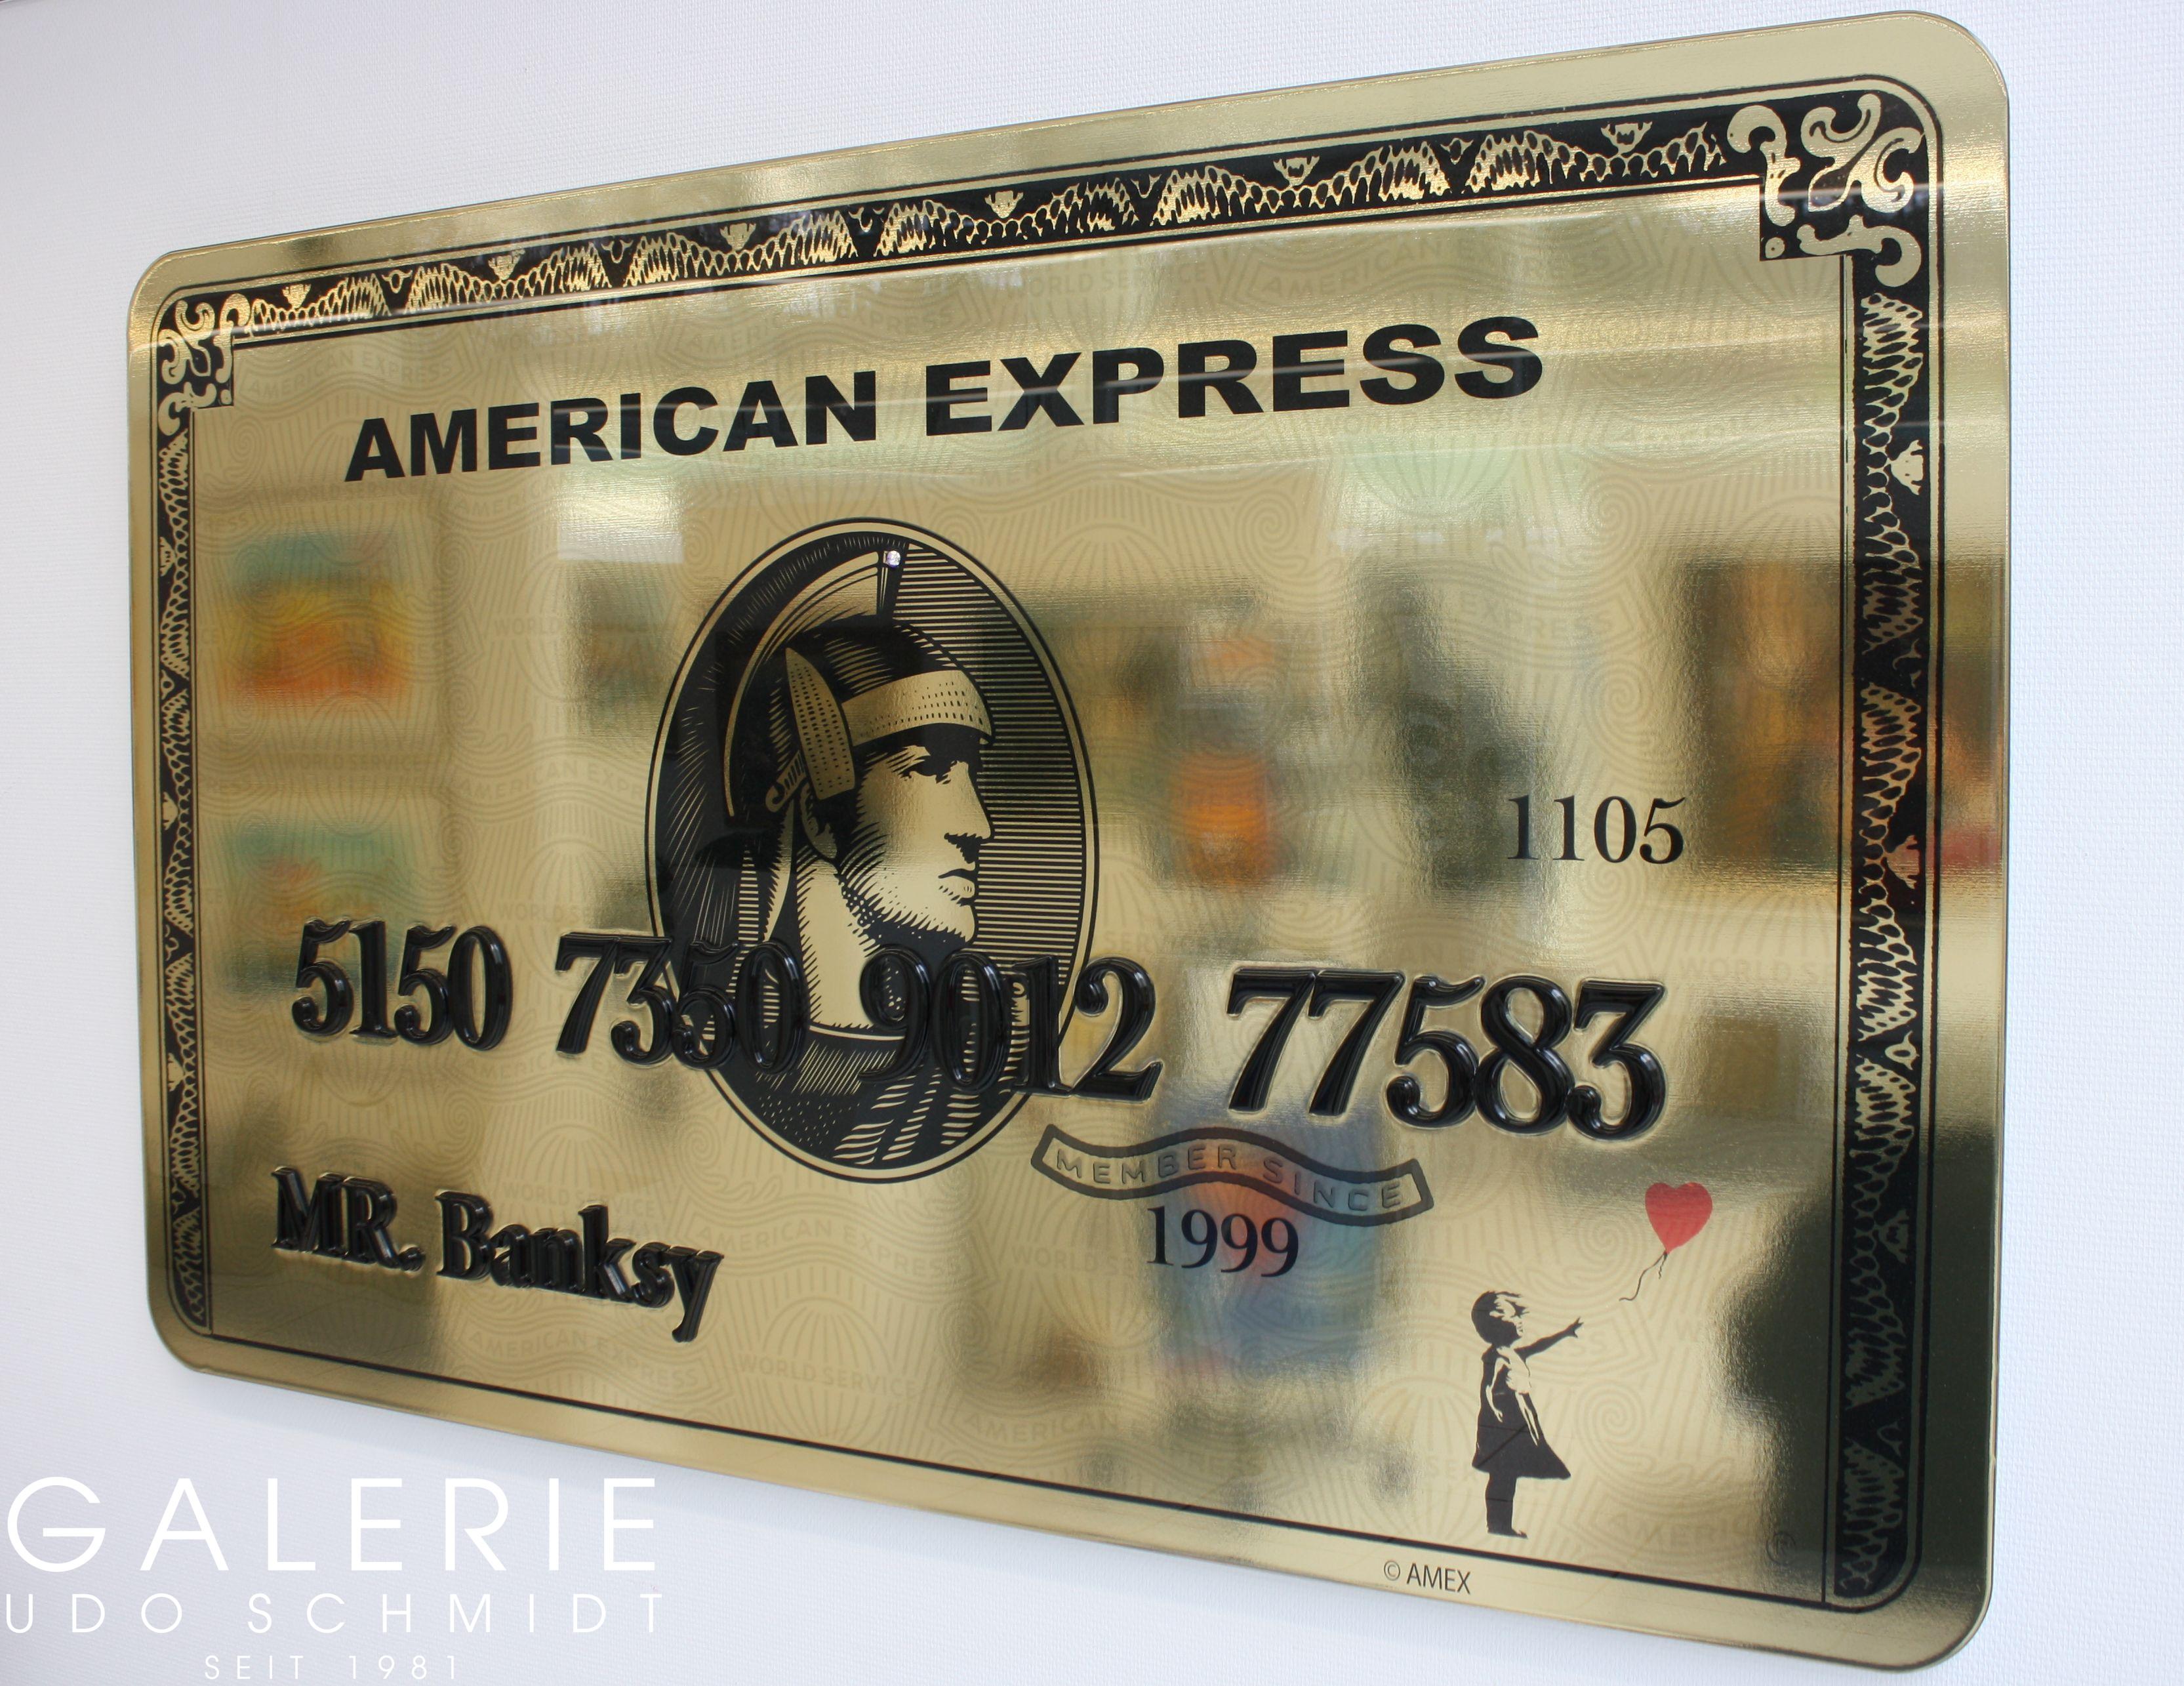 AMERICAN EXPRESS
1105
5150 7350 9012 77583
MEMBER SINCE
1999
MR. Banksy
© AMEX
GALERIE
UDO SCHMIDT
SEIT 1981